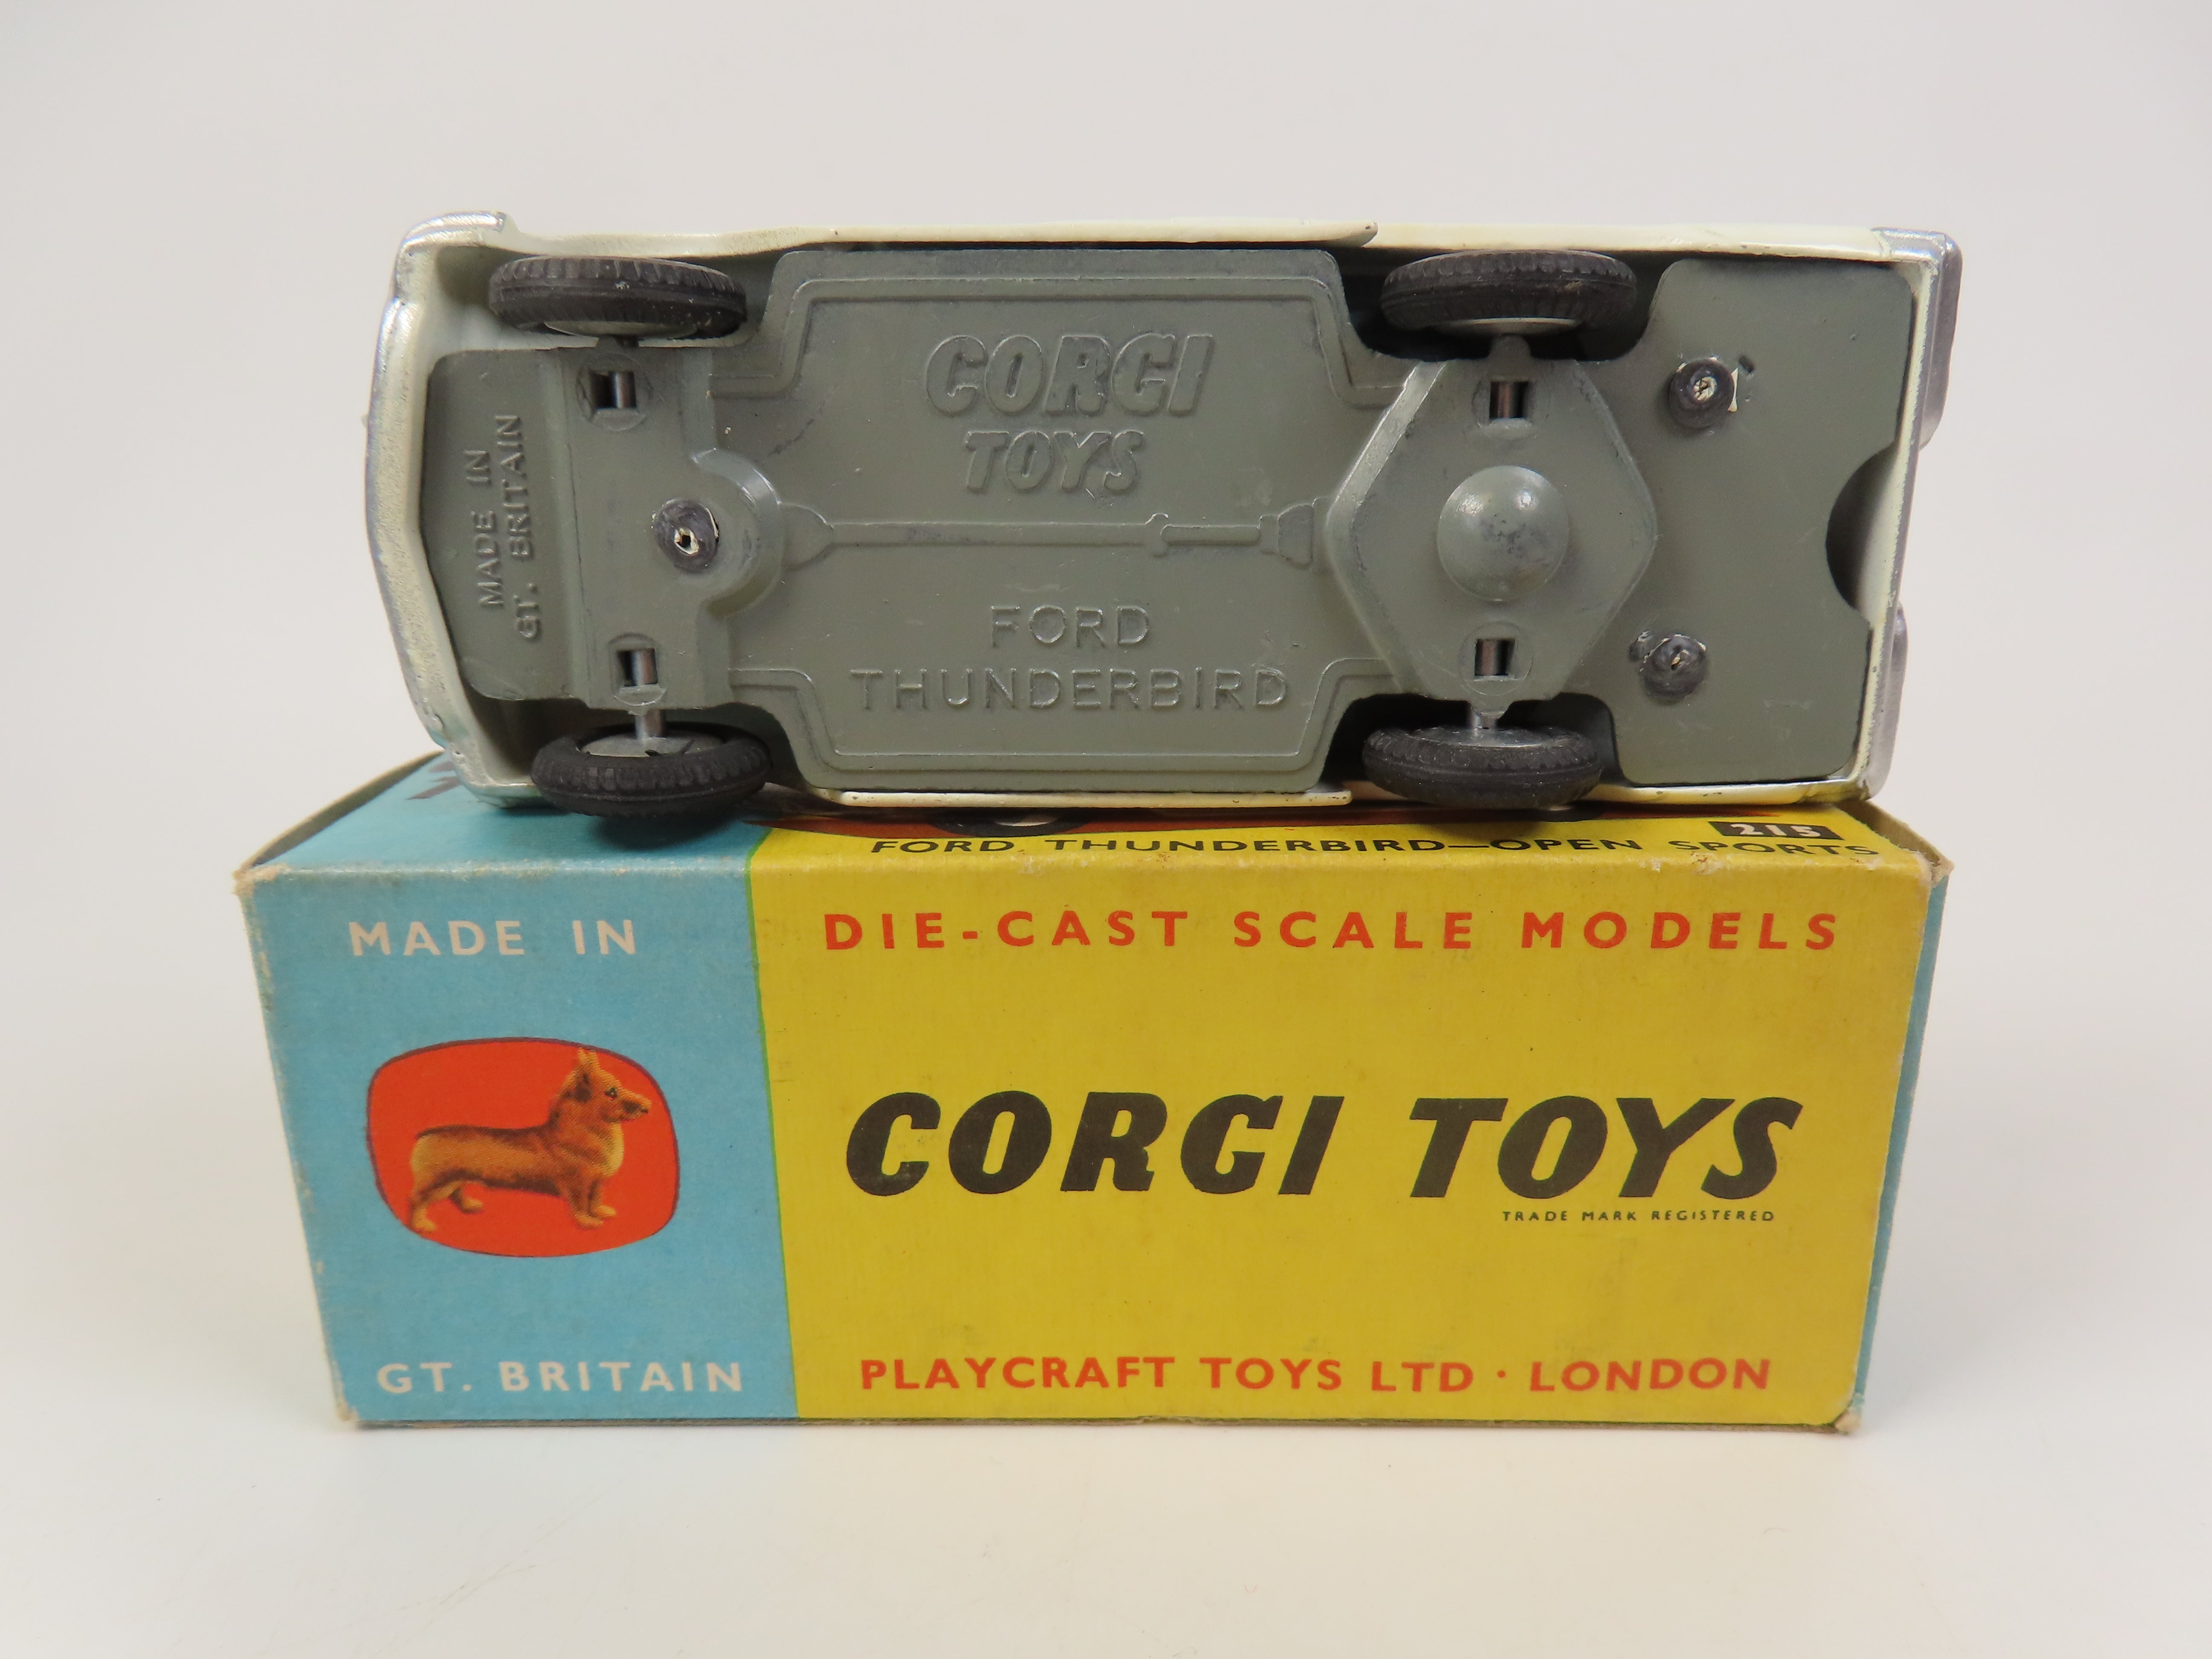 MADE IN
GT. BRITAIN
CORGI
TOYS
FORD
THUNDERBIRD
215
FORD THUNDERBIRD—OPEN SPORTS
MADE IN
GT. BRITAIN
DIE-CAST SCALE MODELS
CORGI TOYS
TRADE MARK REGISTERED
PLAYCRAFT TOYS LTD · LONDON